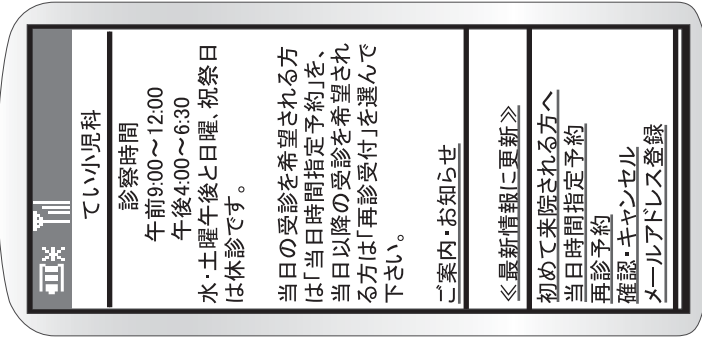 てい小児科
診察時間
午前9:00～12:00
午後4:00～6:30
水・土曜午後と日曜、祝祭日
は休診です。
当日の受診を希望される方
は「当日時間指定予約」を、
当日以降の受診を希望され
る方は「再診受付」を選んで
下さい。
ご案内・お知らせ
≪最新情報に更新≫
初めて来院される方へ
当日時間指定予約
再診予約
確認・キャンセル
メールアドレス登録